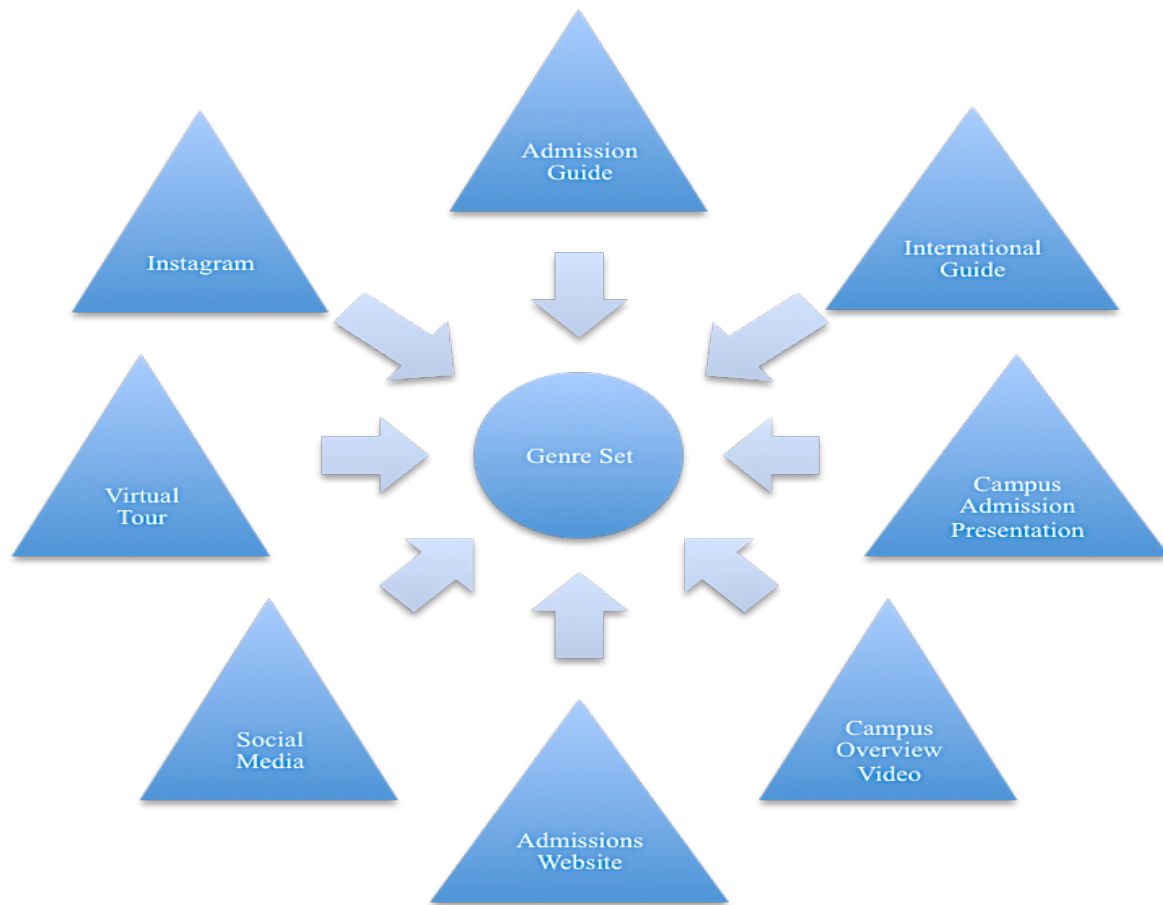 Admission
Guide
Instagram
International
Guide
Genre Set
Virtual
Tour
Campus
Admission
Presentation
Social
Media
Campus
Overview
Video
Admissions
Website